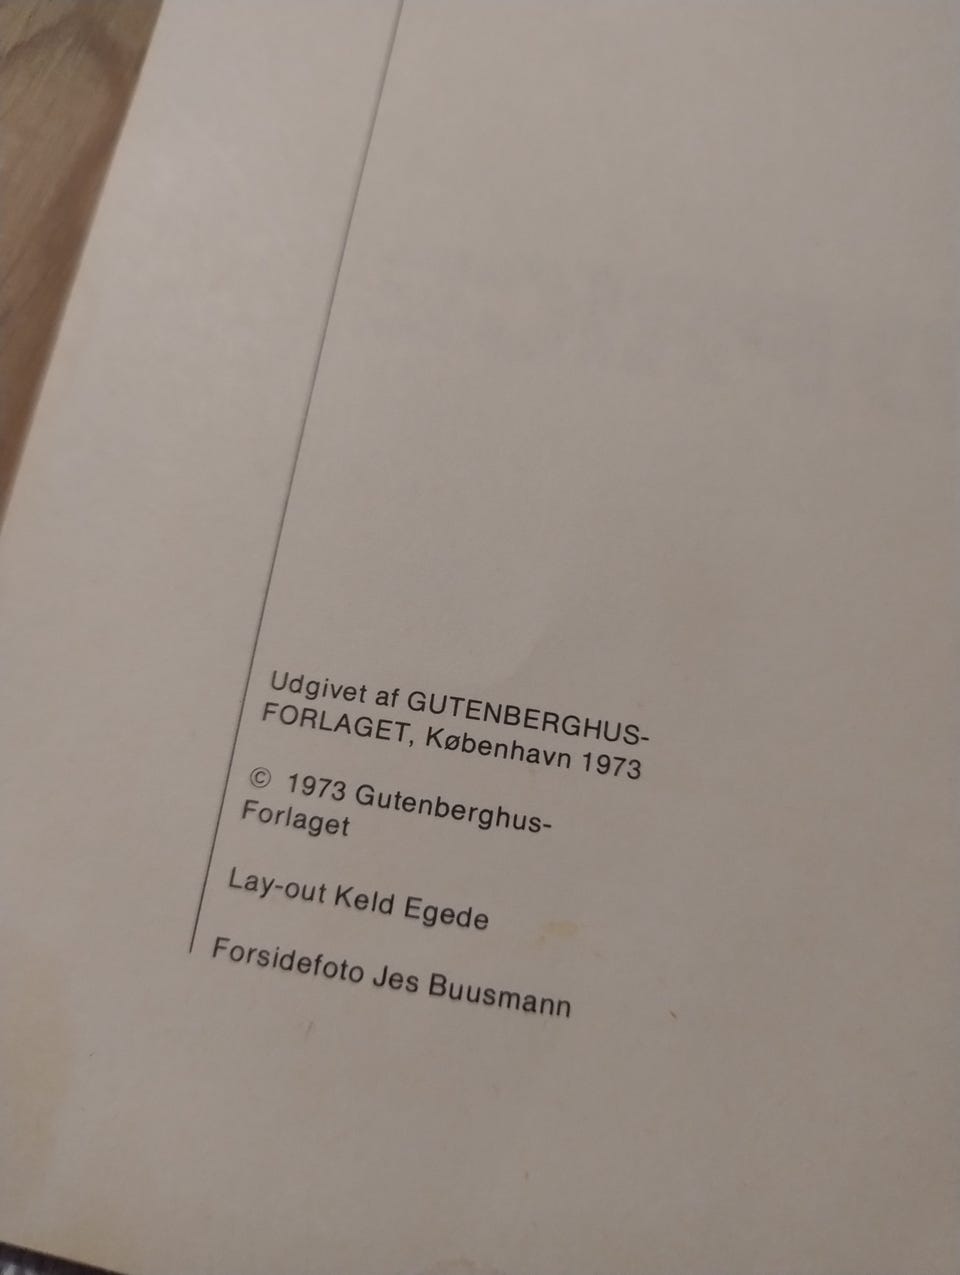 Udgivet af GUTENBERGHUS-
FORLAGET, København 1973
© 1973 Gutenberghus-
Forlaget
Lay-out Keld Egede
Forsidefoto Jes Buusmann